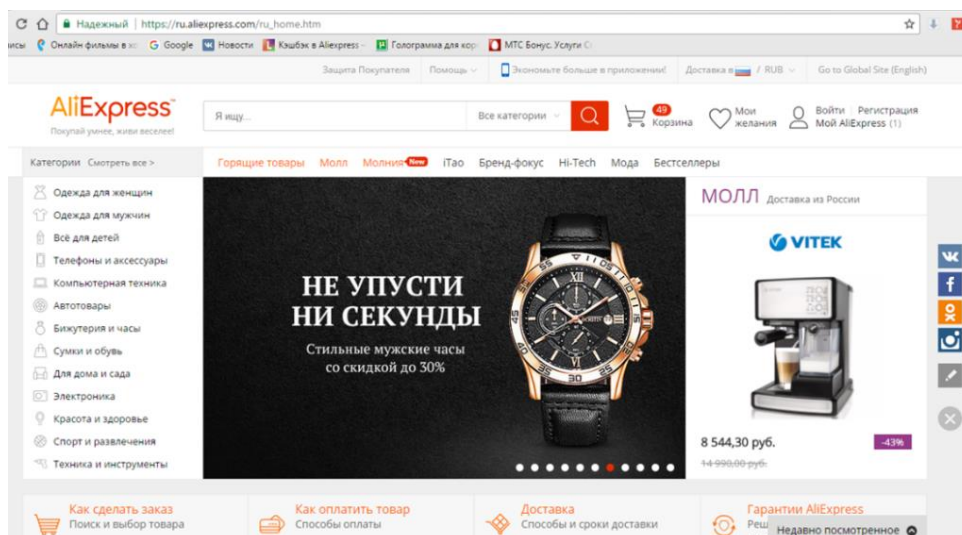 Надежный | https://ru.aliexpress.com/ru_home.htm
Онлайн фильмы в хо Google Новости Кэшбэк в Aliexpress - Голограмма для кор МТС Бонус. Услуги С
Защита Покупателя Помощь Экономьте больше в приложении! Доставка в / RUB Go to Global Site (English)
AliExpress™
Покупай умнее, живи веселее!
Я ищу...
Все категории
49
Корзина
Мои
желания
Войти Регистрация
Мой AliExpress (1)
Категории Смотреть все >
Горящие товары Молл Молния New iTao Бренд-фокус Hi-Tech Мода Бестселлеры
Одежда для женщин
Одежда для мужчин
Всё для детей
Телефоны и аксессуары
Компьютерная техника
Автотовары
Бижутерия и часы
Сумки и обувь
Для дома и сада
Электроника
Красота и здоровье
Спорт и развлечения
Техника и инструменты
НЕ УПУСТИ
НИ СЕКУНДЫ
Стильные мужские часы
со скидкой до 30%
МОЛЛ Доставка из России
VITEK
8 544,30 руб.
-43%
14 990,00 руб.
Как сделать заказ
Поиск и выбор товара
Как оплатить товар
Способы оплаты
Доставка
Способы и сроки доставки
Гарантии AliExpress
Реш
Недавно посмотренное